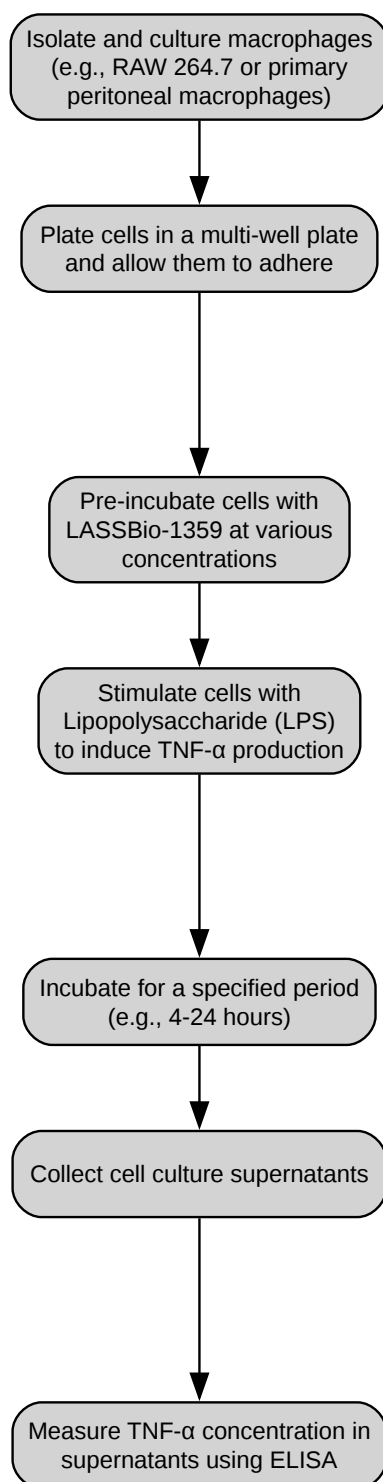 Isolate and culture macrophages
(e.g., RAW 264.7 or primary
peritoneal macrophages)
Plate cells in a multi-well plate
and allow them to adhere
Pre-incubate cells with
LASSBio-1359 at various
concentrations
Stimulate cells with
Lipopolysaccharide (LPS)
to induce TNF-α production
Incubate for a specified period
(e.g., 4-24 hours)
Collect cell culture supernatants
Measure TNF-α concentration in
supernatants using ELISA